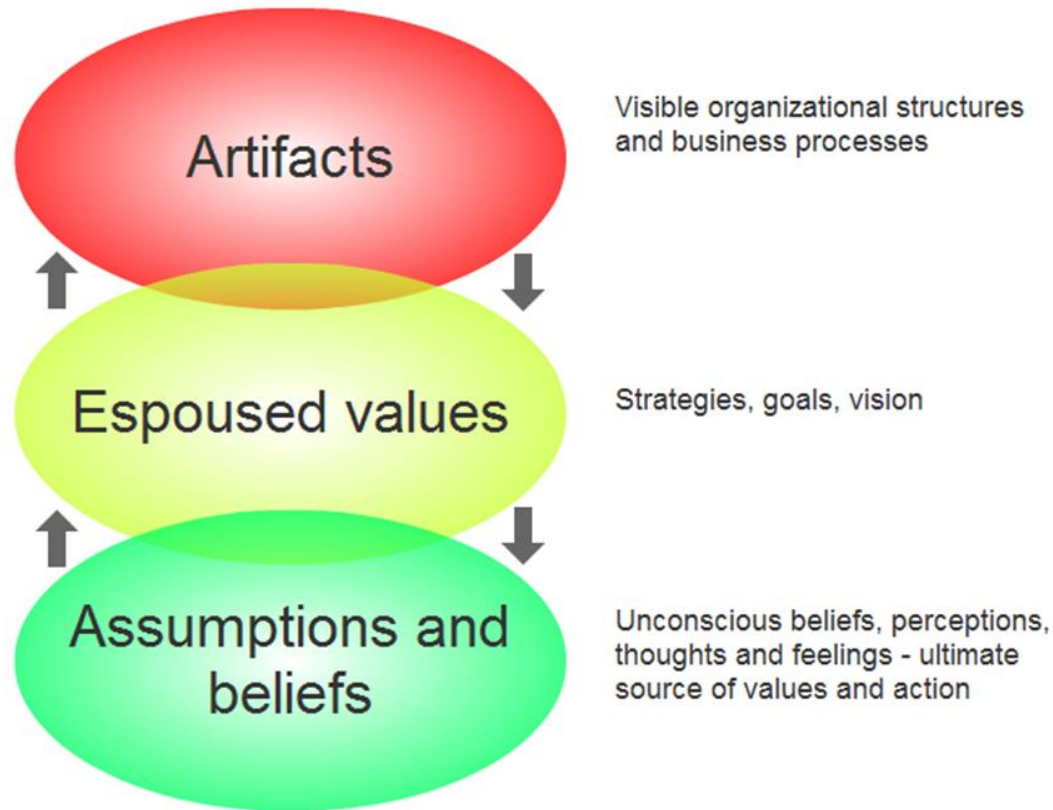 Artifacts
Visible organizational structures
and business processes
Espoused values
Strategies, goals, vision
Assumptions and
beliefs
Unconscious beliefs, perceptions,
thoughts and feelings - ultimate
source of values and action